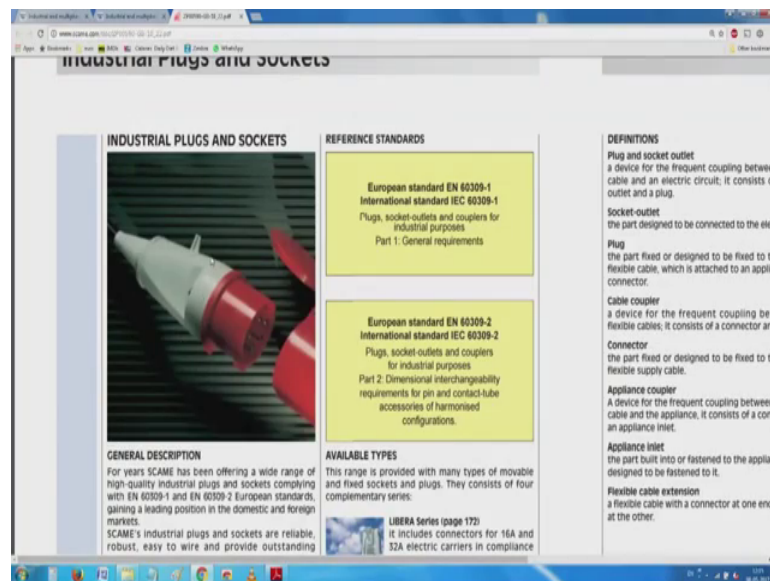 Industrial Plugs and Sockets
INDUSTRIAL PLUGS AND SOCKETS
GENERAL DESCRIPTION
For years SCAME has been offering a wide range of
high-quality industrial plugs and sockets complying
with EN 60309-1 and EN 60309-2 European standards,
gaining a leading position in the domestic and foreign
markets.
SCAME's industrial plugs and sockets are reliable,
robust, easy to wire and provide outstanding
REFERENCE STANDARDS
European standard EN 60309-1
International standard IEC 60309-1
Plugs, socket-outlets and couplers for
industrial purposes
Part 1: General requirements
European standard EN 60309-2
International standard IEC 60309-2
Plugs, socket-outlets and couplers
for industrial purposes
Part 2: Dimensional interchangeability
requirements for pin and contact-tube
accessories of harmonised
configurations.
AVAILABLE TYPES
This range is provided with many types of movable
and fixed sockets and plugs. They consists of four
complementary series:
LIBERA Series (page 172)
it includes connectors for 16A and
32A electric carriers in compliance
DEFINITIONS
Plug and socket outlet
a device for the frequent coupling
cable and an electric circuit; it consists
outlet and a plug.
Socket-outlet
the part designed to be connected to the
Plug
the part fixed or designed to be fixed to
flexible cable, which is attached to an
connector.
Cable coupler
a device for the frequent coupling
flexible cables; it consists of a connector
Connector
the part fixed or designed to be fixed to
flexible supply cable.
Appliance coupler
A device for the frequent coupling
cable and the appliance, it consists of a
an appliance inlet.
Appliance inlet
the part built into or fastened to the
designed to be fastened to it.
Flexible cable extension
a flexible cable with a connector at one
at the other.